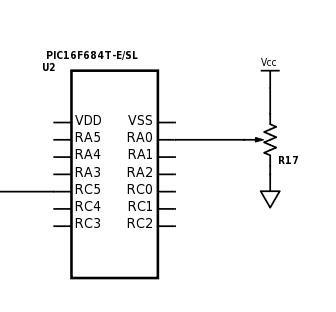 PIC16F684T-E/SL
U2
Vcc
VDD VSS
RA5 RA0
RA4 RA1
RA3 RA2
RC5 RC0
RC4 RC1
RC3 RC2
R17